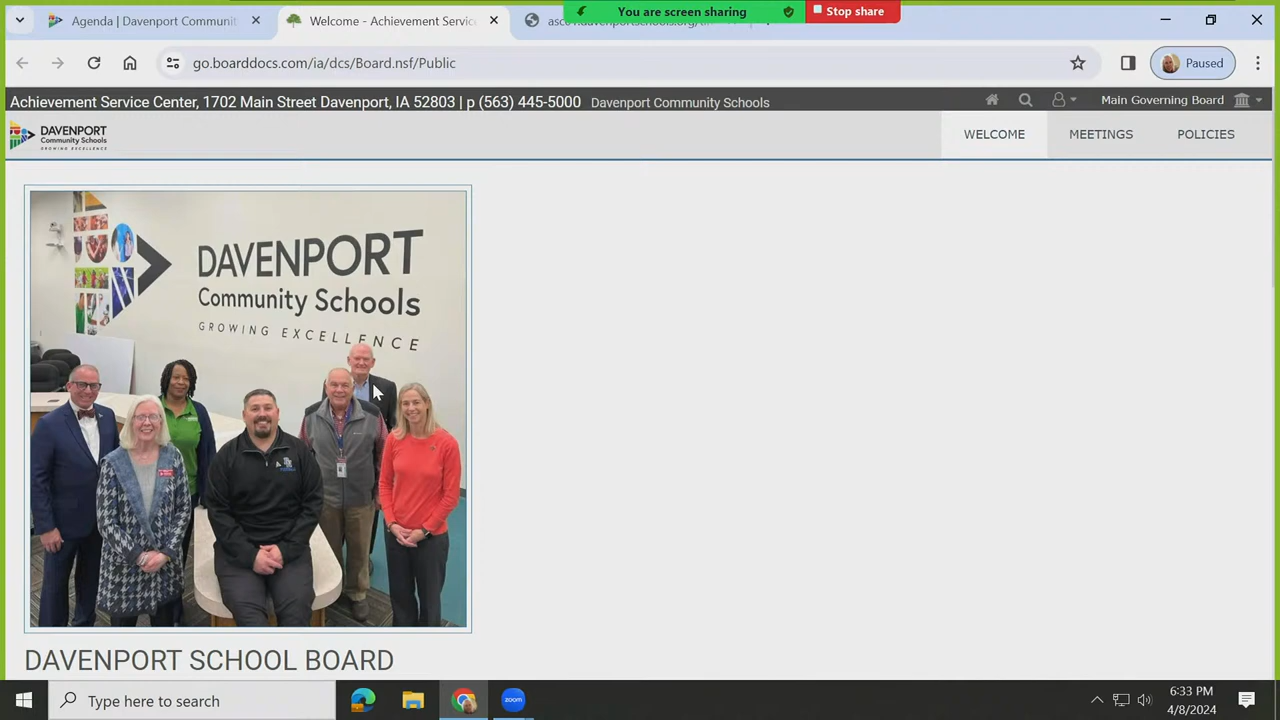 You are screen sharing
Stop share
Agenda | Davenport Communit
Welcome - Achievement Servic
go.boarddocs.com/ia/dcs/Board.nsf/Public
Paused
Achievement Service Center, 1702 Main Street Davenport, IA 52803 | p (563) 445-5000 Davenport Community Schools
Main Governing Board
DAVENPORT
Community Schools
GROWING EXCELLENCE
WELCOME
MEETINGS
POLICIES
DAVENPORT
Community Schools
GROWING EXCELLENCE
DAVENPORT SCHOOL BOARD
Type here to search
zoom
6:33 PM
4/8/2024